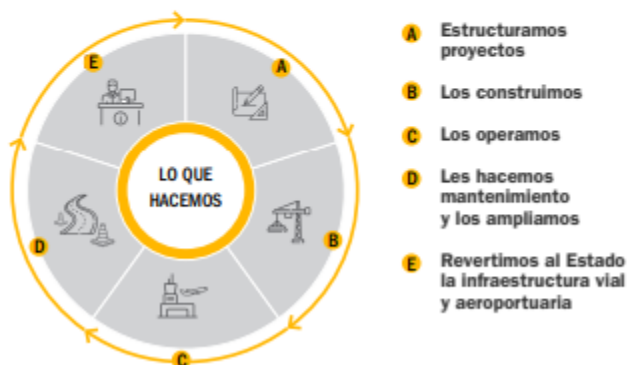 E
A
LO QUE
HACEMOS
D
B
C
A Estructuramos
proyectos
B Los construimos
C Los operamos
D Les hacemos
mantenimiento
y los ampliamos
E Revertimos al Estado
la infraestructura vial
y aeroportuaria